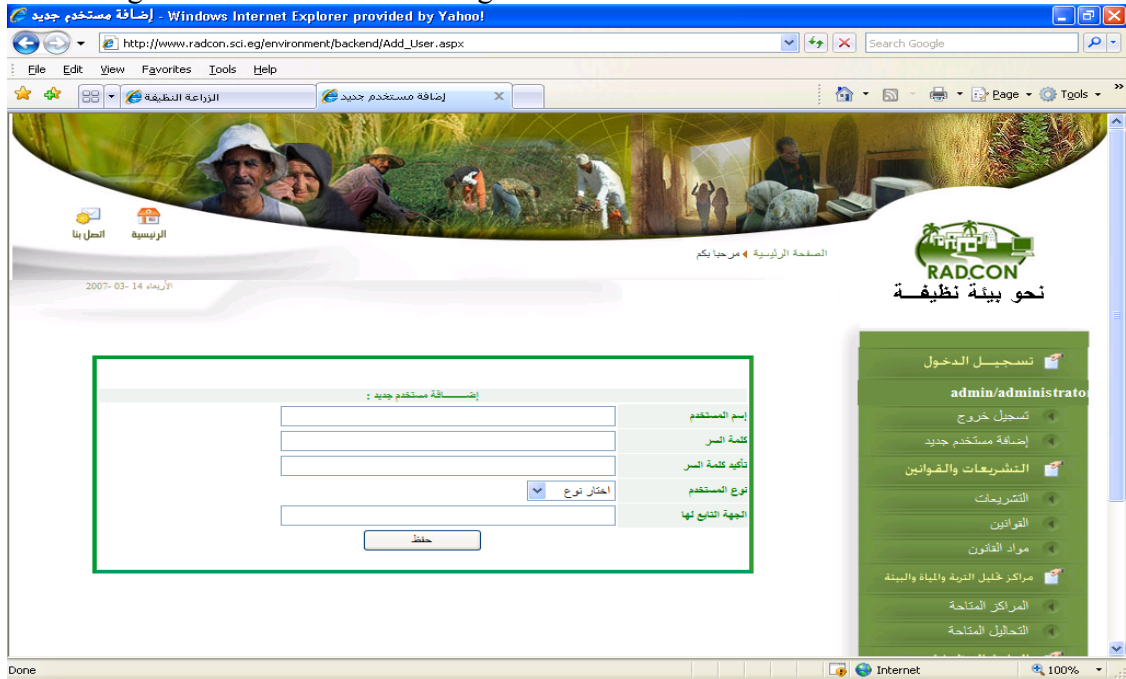 إضافة مستخدم جديد - Windows Internet Explorer provided by Yahoo!
http://www.radcon.sci.eg/environment/backend/Add_User.aspx
Search Google
File Edit View Favorites Tools Help
الزراعة النظيفة
إضافة مستخدم جديد
Page Tools
الرئيسية
اتصل بنا
الصفحة الرئيسية
مرحبا بكم
RADCON
نحو بيئة نظيفـــة
الأربعاء 14 -03 -2007
تسجيـــل الدخول
admin/administrato
تسجيل خروج
إضافة مستخدم جديد
التشريعات والقوانين
التشريعات
القوانين
مواد القانون
مراكز تحليل التربة والمياة والبيئة
المراكز المتاحة
التحاليل المتاحة
إضـــــــافة مستخدم جديد :
إسم المستخدم
كلمة السر
تأكيد كلمة السر
نوع المستخدم
اختار نوع
الجهة التابع لها
حفظ
Done
Internet
100%